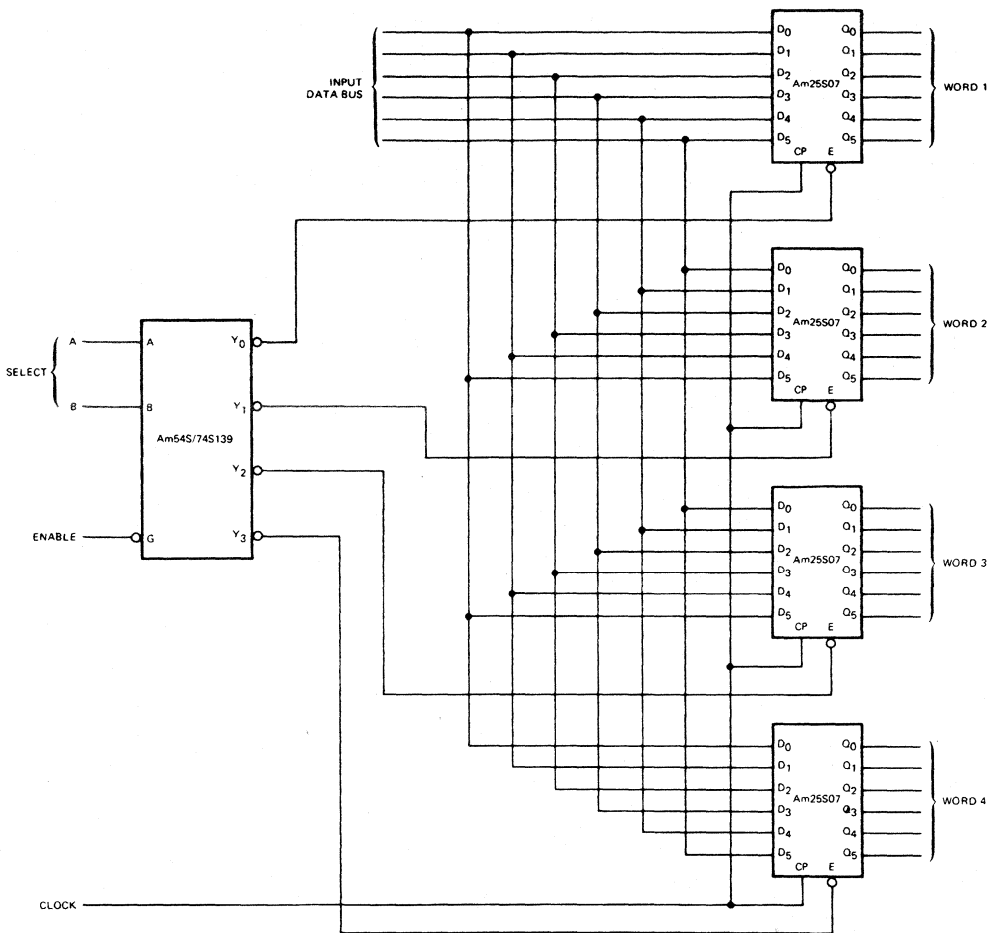 INPUT
DATA BUS
D0 Q0
D1 Q1
D2 Q2
Am25S07
D3 Q3
D4 Q4
D5 Q5
CP E
WORD 1
D0 Q0
D1 Q1
D2 Q2
Am25S07
D3 Q3
D4 Q4
D5 Q5
CP E
WORD 2
SELECT
A
B
ENABLE
A
B
G
Am54S/74S139
Y0
Y1
Y2
Y3
D0 Q0
D1 Q1
D2 Q2
Am25S07
D3 Q3
D4 Q4
D5 Q5
CP E
WORD 3
D0 Q0
D1 Q1
D2 Q2
Am25S07
D3 Q3
D4 Q4
D5 Q5
CP E
WORD 4
CLOCK